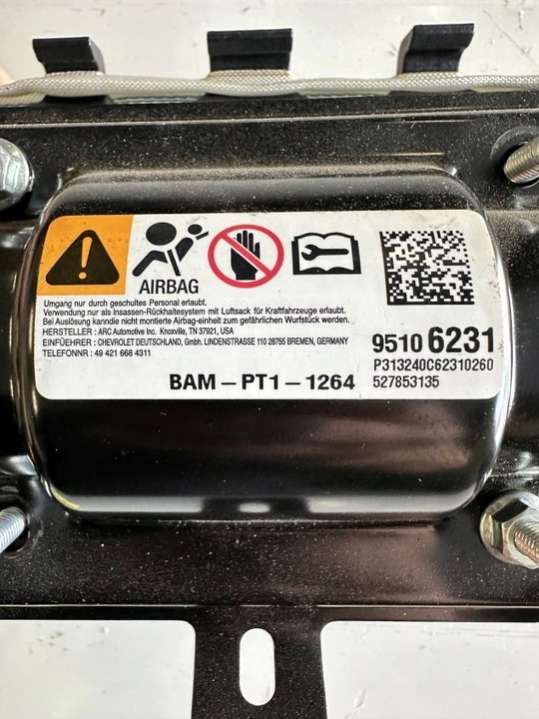 AIRBAG
Umgang nur durch geschultes Personal erlaubt.
Verwendung nur als Insassen-Rückhaltesystem mit Luftsack für Kraftfahrzeuge erlaubt.
Bei Auslösung kanndie nicht montierte Airbag-einheit zum gefährlichen Wurfstück werden.
HERSTELLER : ARC Automotive Inc. Knoxville, TN 37921, USA
EINFÜEHRER : CHEVROLET DEUTSCHLAND, Gmbh. LINDENSTRASSE 110 28755 BREMEN, GERMANY
TELEFONNR : 49 421 668 4311
BAM-PT1-1264
9510 6231
P313240C62310260
527853135